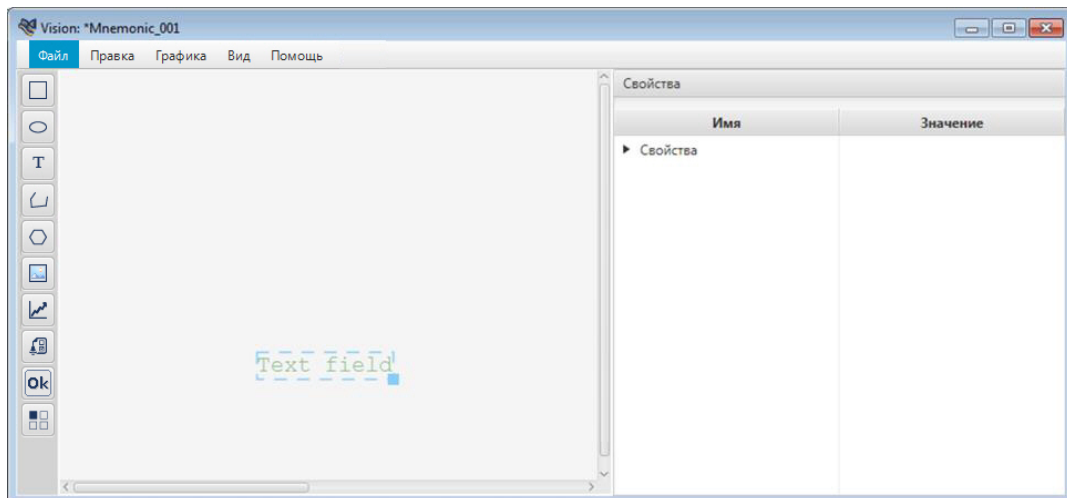 Vision: *Mnemonic_001
Файл Правка Графика Вид Помощь
Свойства
Имя Значение
Свойства
T
Text field
Ok